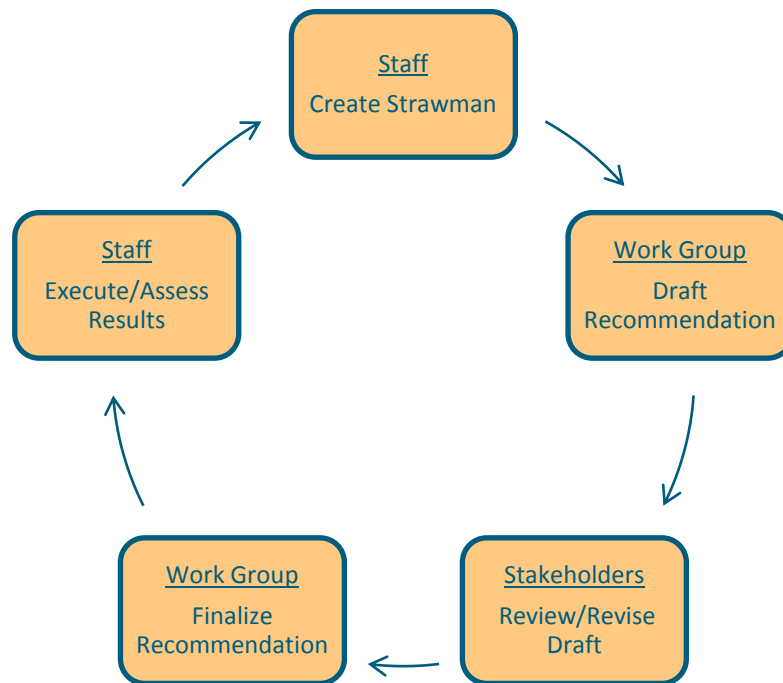 Staff
Create Strawman
Work Group
Draft
Recommendation
Stakeholders
Review/Revise
Draft
Work Group
Finalize
Recommendation
Staff
Execute/Assess
Results